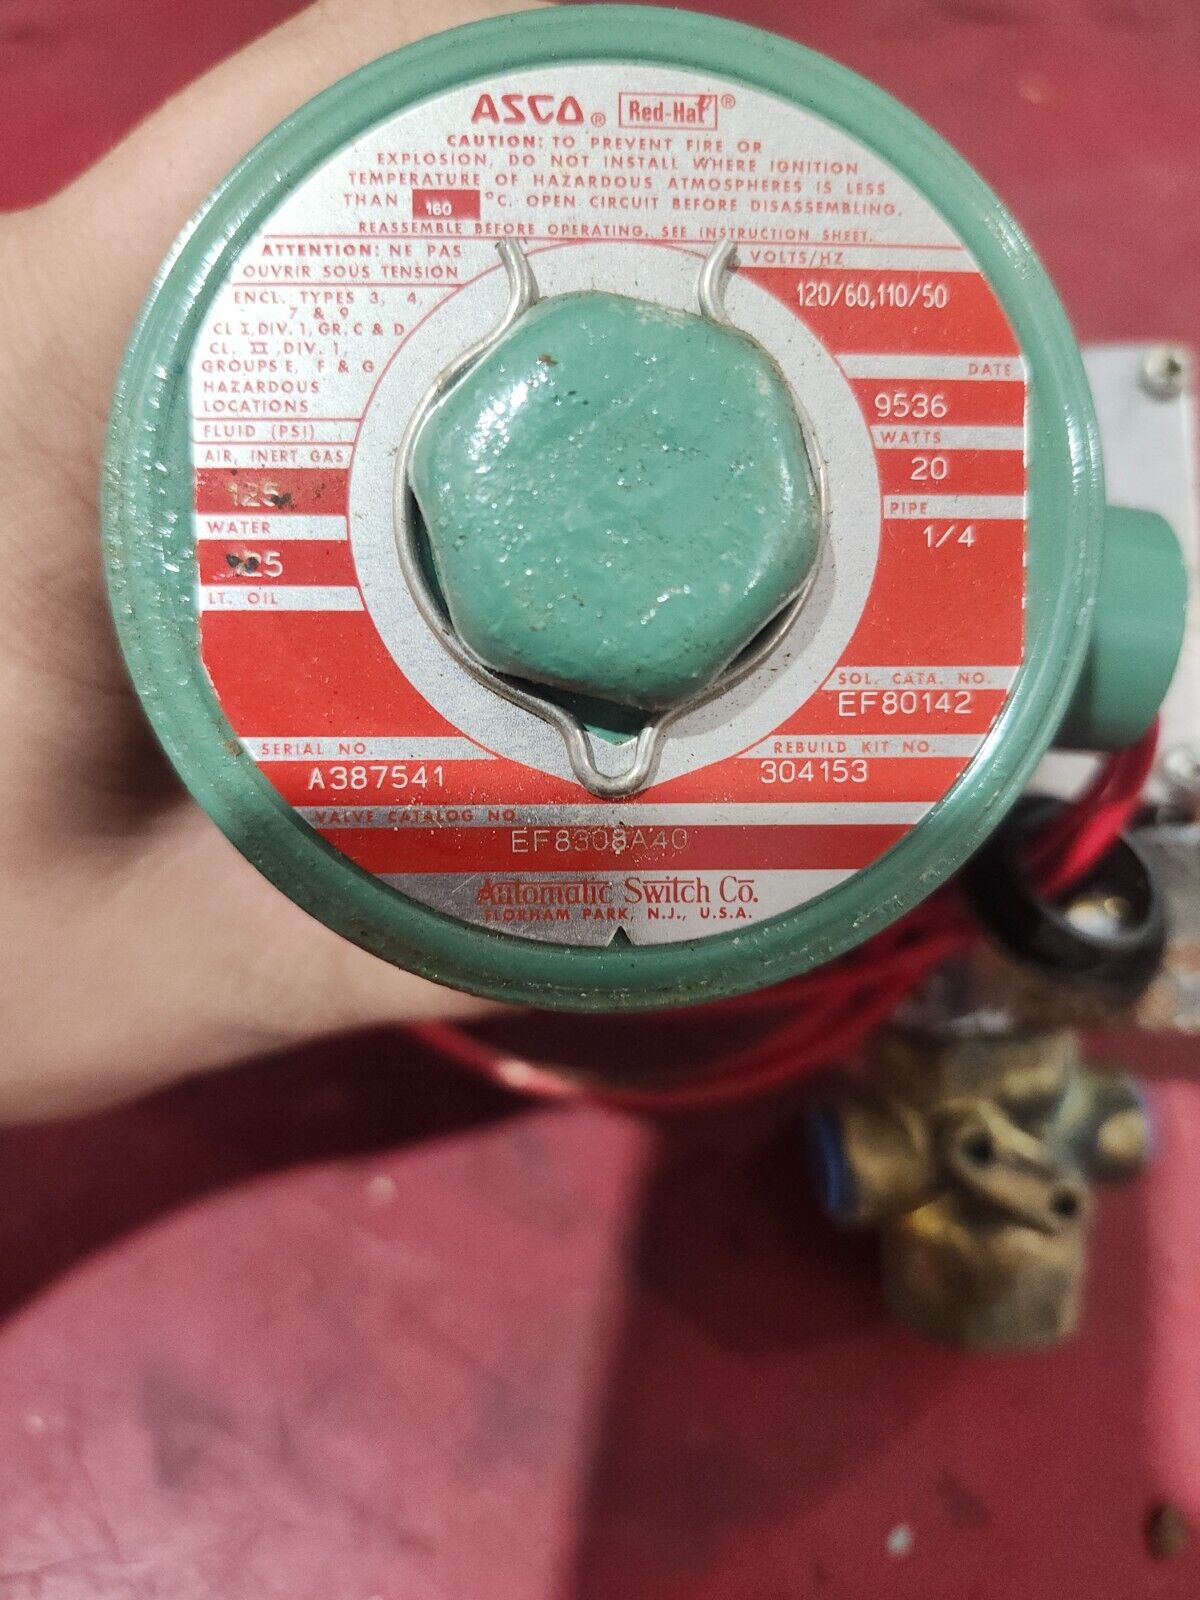 ASCO ® Red-Hat ®
CAUTION: TO PREVENT FIRE OR
EXPLOSION, DO NOT INSTALL WHERE IGNITION
TEMPERATURE OF HAZARDOUS ATMOSPHERES IS LESS
THAN 160 °C. OPEN CIRCUIT BEFORE DISASSEMBLING.
REASSEMBLE BEFORE OPERATING, SEE INSTRUCTION SHEET.
ATTENTION: NE PAS
OUVRIR SOUS TENSION
ENCL. TYPES 3, 4,
7 & 9
CL I, DIV. 1, GR. C & D
CL. II, DIV. 1,
GROUPS E, F & G
HAZARDOUS
LOCATIONS
FLUID (PSI)
AIR, INERT GAS
125
WATER
125
LT. OIL
VOLTS/HZ
120/60,110/50
DATE
9536
WATTS
20
PIPE
1/4
SOL. CATA. NO.
EF80142
SERIAL NO.
A387541
REBUILD KIT NO.
304153
VALVE CATALOG NO.
EF8308A40
Automatic Switch Co.
FLORHAM PARK, N.J., U.S.A.